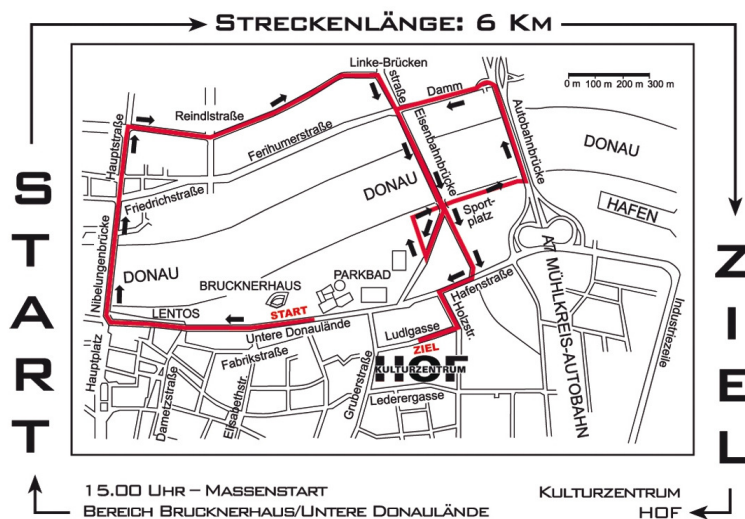 STRECKENLÄNGE: 6 KM
START
ZIEL
Linke-Brücken
straße
Damm
0 m 100 m 200 m 300 m
Reindlstraße
Hauptstraße
Ferihumerstraße
Eisenbahnbrücke
Autobahnbrücke
DONAU
DONAU
Friedrichstraße
Sport-
platz
HAFEN
Nibelungenbrücke
DONAU
PARKBAD
BRUCKNERHAUS
Hafenstraße
A7 MÜHLKREIS-AUTOBAHN
Industriezeile
LENTOS
START
Untere Donaulände
Holzstr.
Ludlgasse
ZIEL
Fabrikstraße
HOF
KULTURZENTRUM
Hauptplatz
Dametzstraße
Elisabethstr.
Gruberstraße
Lederergasse
15.00 UHR – MASSENSTART
BEREICH BRUCKNERHAUS/UNTERE DONAULÄNDE
KULTURZENTRUM
HOF